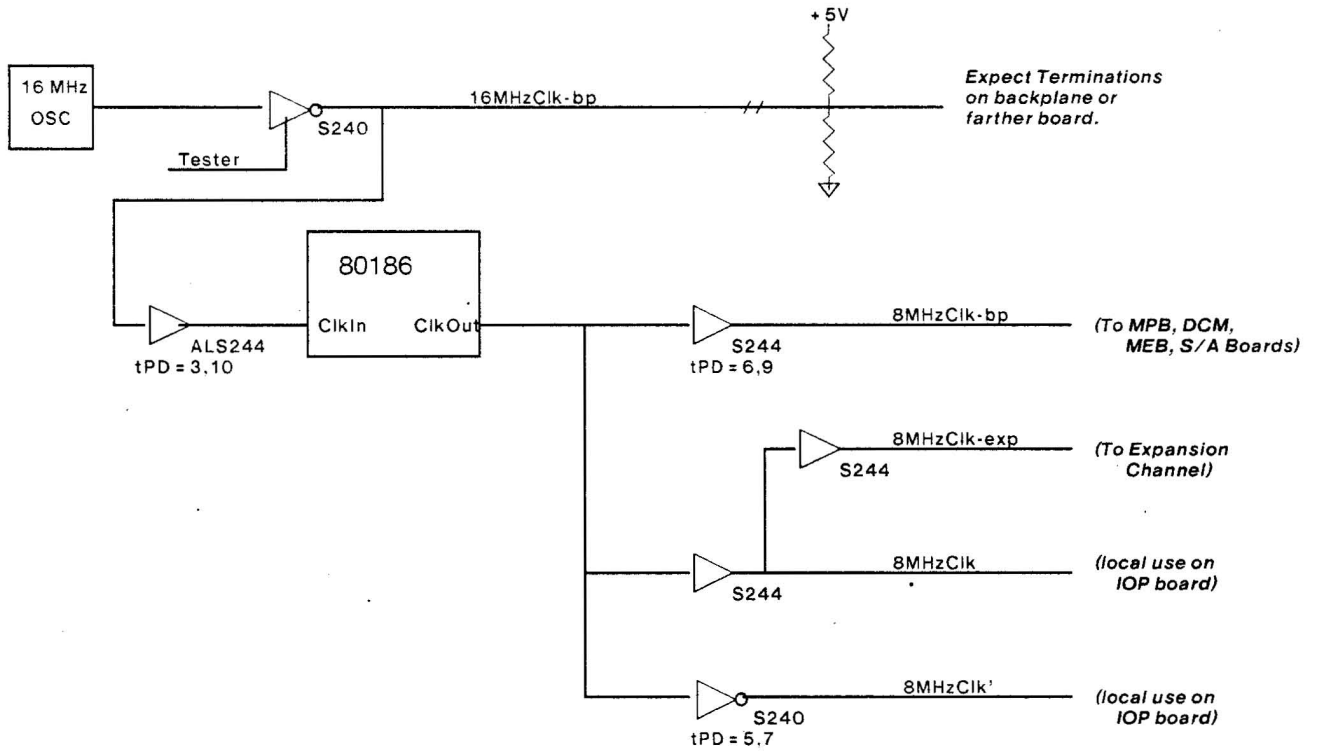 +5V
16 MHz
OSC
16MHzClk-bp
S240
Tester
Expect Terminations
on backplane or
farther board.
80186
ClkIn
ClkOut
ALS244
tPD = 3,10
8MHzClk-bp
S244
tPD = 6,9
(To MPB, DCM,
MEB, S/A Boards)
8MHzClk-exp
S244
(To Expansion
Channel)
8MHzClk
S244
(local use on
IOP board)
8MHzClk'
S240
tPD = 5,7
(local use on
IOP board)